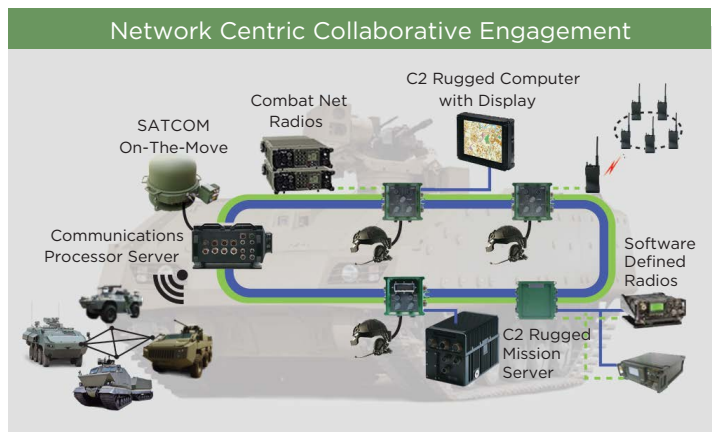 Network Centric Collaborative Engagement
C2 Rugged Computer
with Display
Combat Net
Radios
SATCOM
On-The-Move
Communications
Processor Server
Software
Defined
Radios
C2 Rugged
Mission
Server